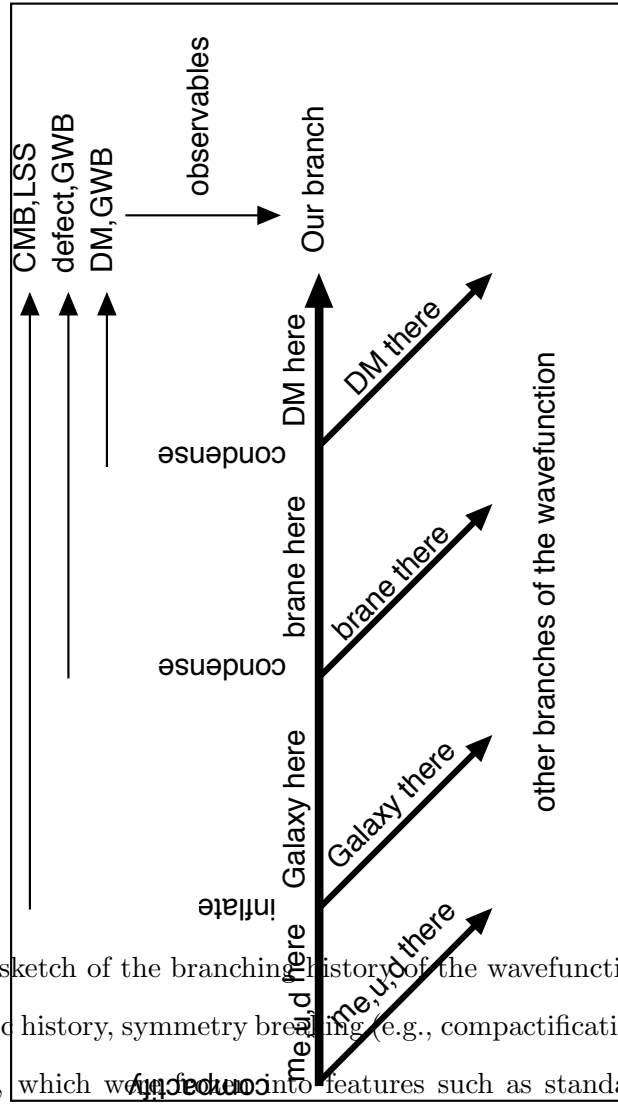 CMB,LSS
defect,GWB
DM,GWB
observables
Our branch
compactify
inflate
condense
condense
me,u,d here
Galaxy here
brane here
DM here
me,u,d there
Galaxy there
brane there
DM there
other branches of the wavefunction
sketch of the branching history of the wavefuncti
c history, symmetry breaking (e.g., compactificati
, which were frozen into features such as standa